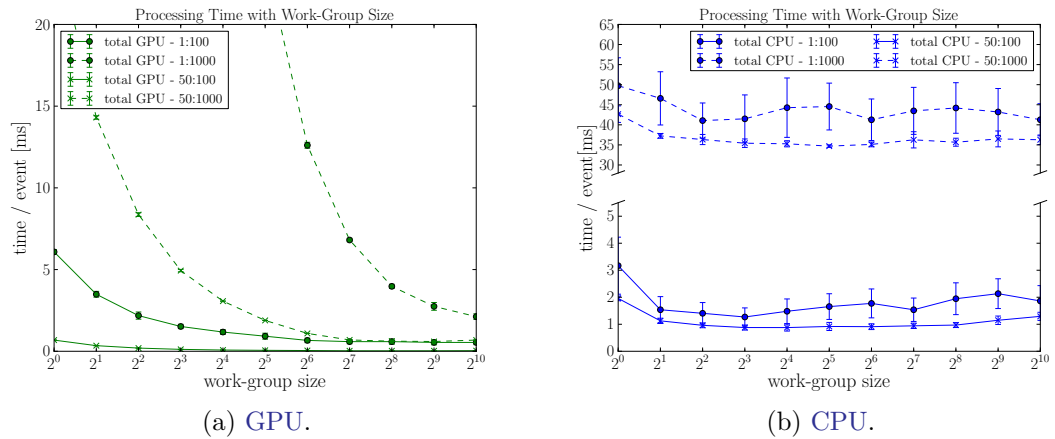 Processing Time with Work-Group Size
20
15
10
5
0
time / event [ms]
total GPU - 1:100
total GPU - 1:1000
total GPU - 50:100
total GPU - 50:1000
2^0 2^1 2^2 2^3 2^4 2^5 2^6 2^7 2^8 2^9 2^10
work-group size
(a) GPU.
Processing Time with Work-Group Size
65
60
55
50
45
40
35
30
5
4
3
2
1
0
time / event[ms]
total CPU - 1:100
total CPU - 1:1000
total CPU - 50:100
total CPU - 50:1000
2^0 2^1 2^2 2^3 2^4 2^5 2^6 2^7 2^8 2^9 2^10
work-group size
(b) CPU.